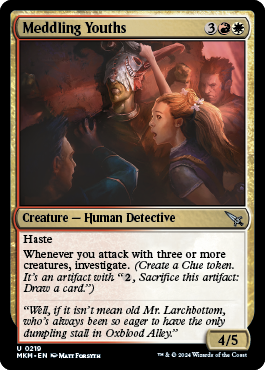 Meddling Youths 3
Creature — Human Detective
Haste
Whenever you attack with three or more
creatures, investigate. (Create a Clue token.
It's an artifact with “2, Sacrifice this artifact:
Draw a card.”)
“Well, if it isn't mean old Mr. Larchbottom,
who's always been so eager to have the only
dumpling stall in Oxblood Alley.”
4/5
U 0219
MKM • EN Matt Forsyth ™ & © 2024 Wizards of the Coast